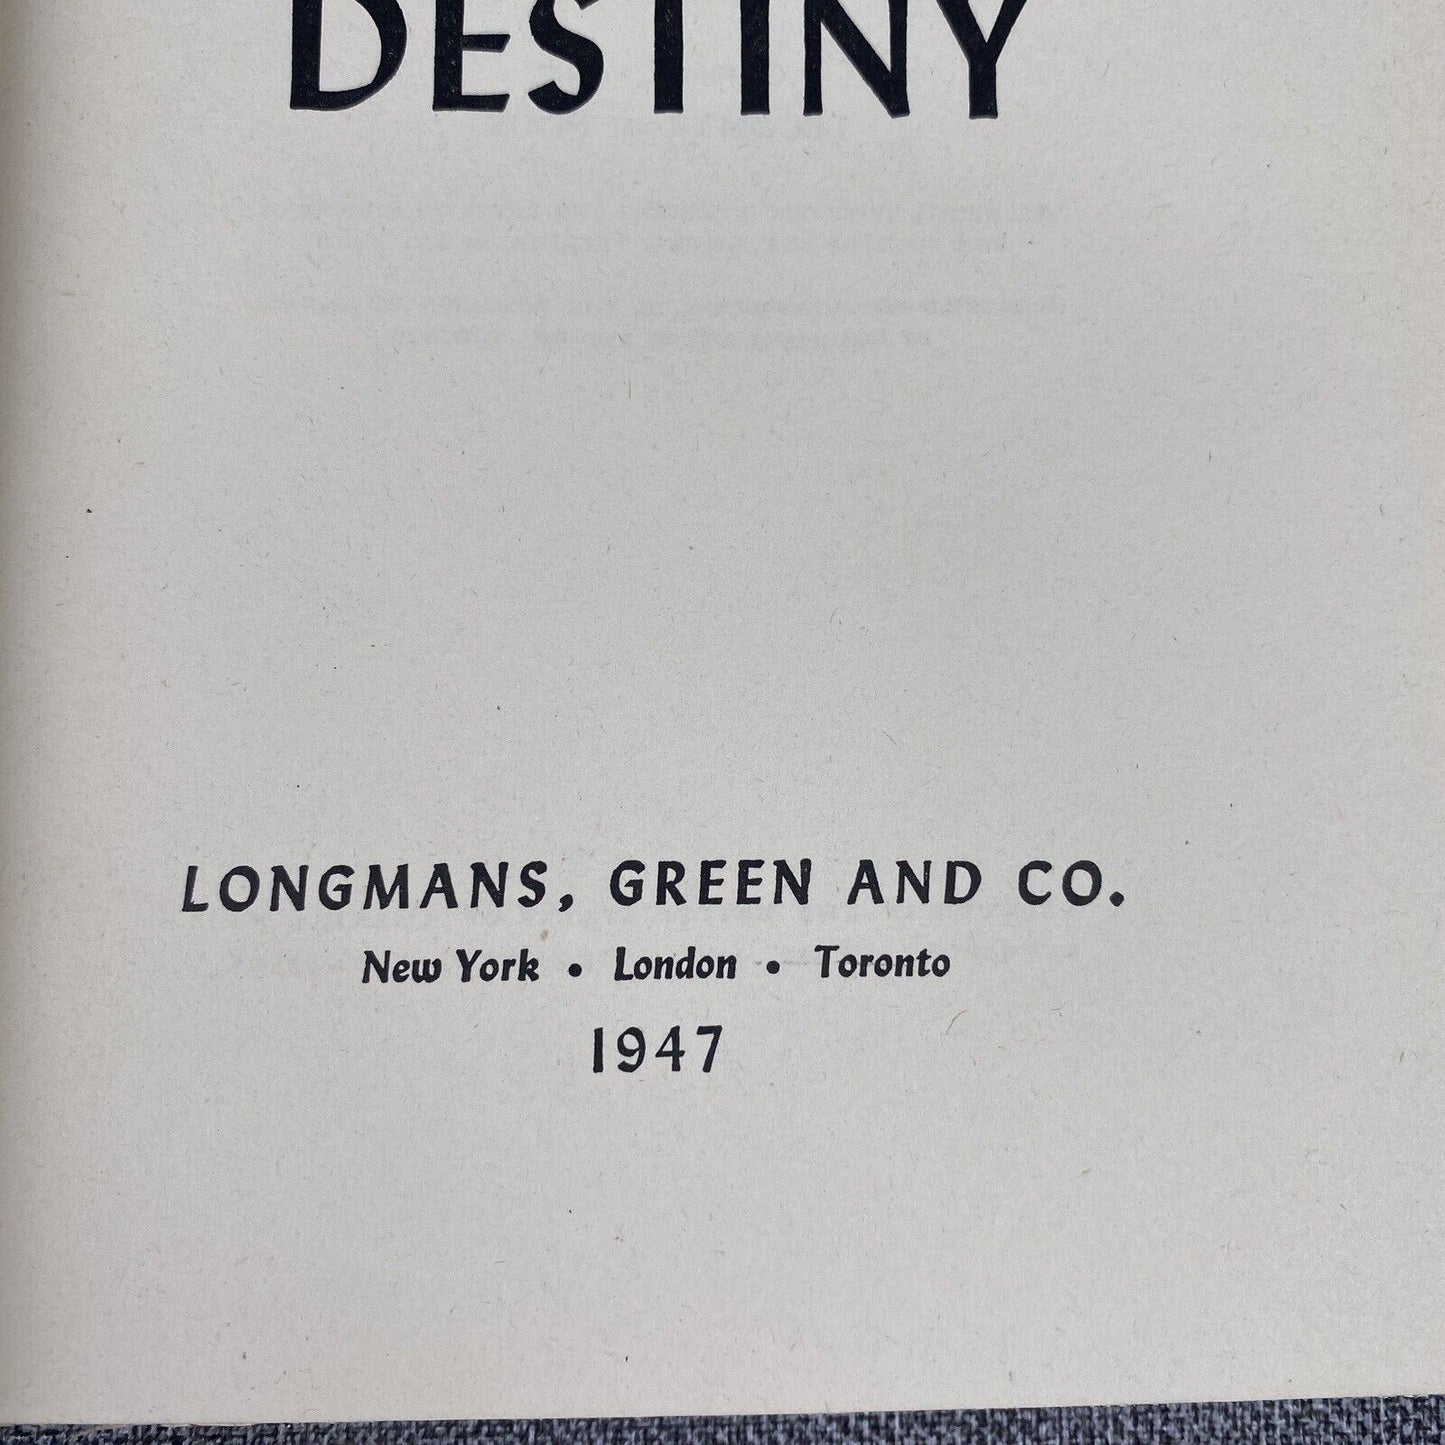 DESTINY
LONGMANS, GREEN AND CO.
New York • London • Toronto
1947